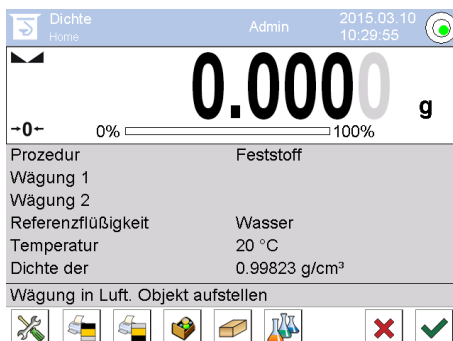 Dichte Admin 2015.03.10
Home 10:29:55
0.0000 g
→0← 0% 100%
Prozedur Feststoff
Wägung 1
Wägung 2
Referenzflüßigkeit Wasser
Temperatur 20 °C
Dichte der 0.99823 g/cm³
Wägung in Luft. Objekt aufstellen